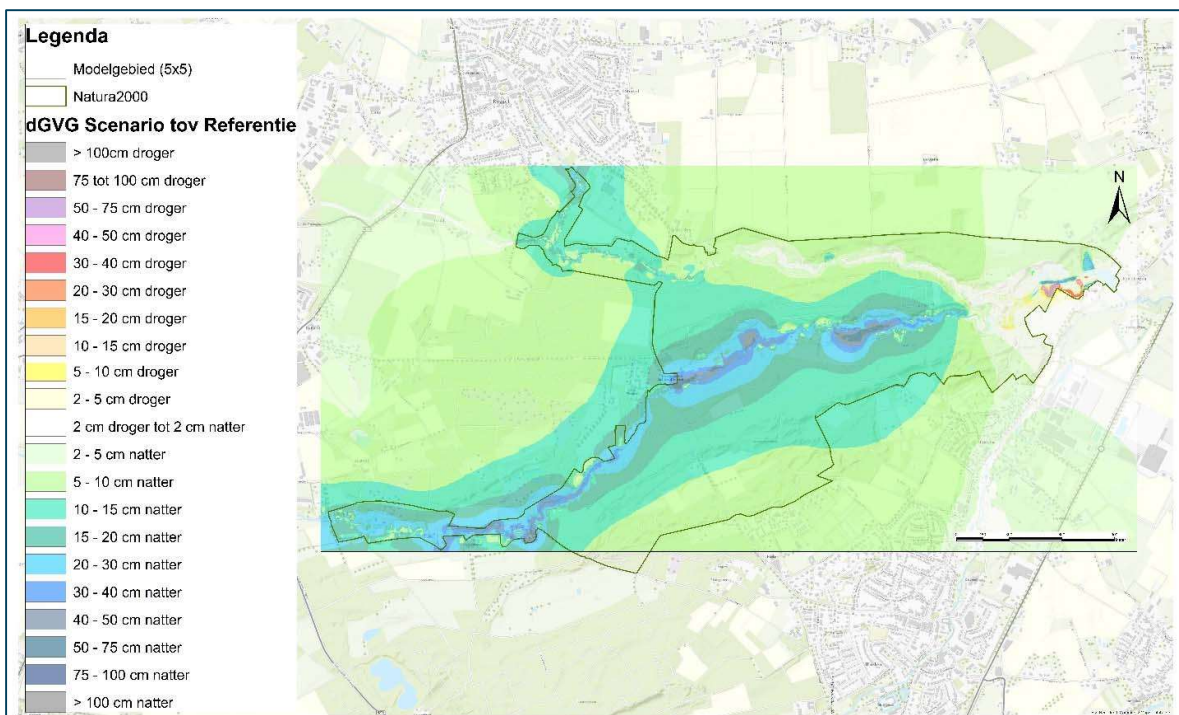 Legenda
Modelgebied (5x5)
Natura2000
dGVG Scenario tov Referentie
> 100cm droger
75 tot 100 cm droger
50 - 75 cm droger
40 - 50 cm droger
30 - 40 cm droger
20 - 30 cm droger
15 - 20 cm droger
10 - 15 cm droger
5 - 10 cm droger
2 - 5 cm droger
2 cm droger tot 2 cm natter
2 - 5 cm natter
5 - 10 cm natter
10 - 15 cm natter
15 - 20 cm natter
20 - 30 cm natter
30 - 40 cm natter
40 - 50 cm natter
50 - 75 cm natter
75 - 100 cm natter
> 100 cm natter
N